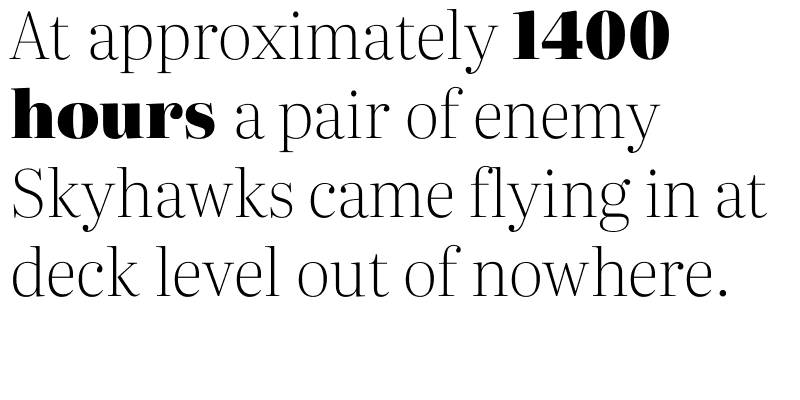 At approximately 1400
hours a pair of enemy
Skyhawks came flying in at
deck level out of nowhere.